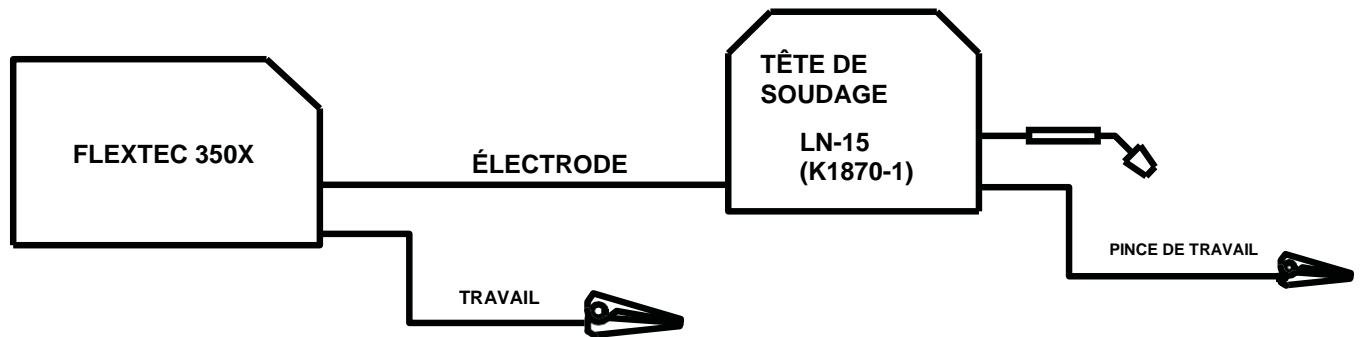 FLEXTEC 350X
ÉLECTRODE
TRAVAIL
TÊTE DE
SOUDAGE
LN-15
(K1870-1)
PINCE DE TRAVAIL